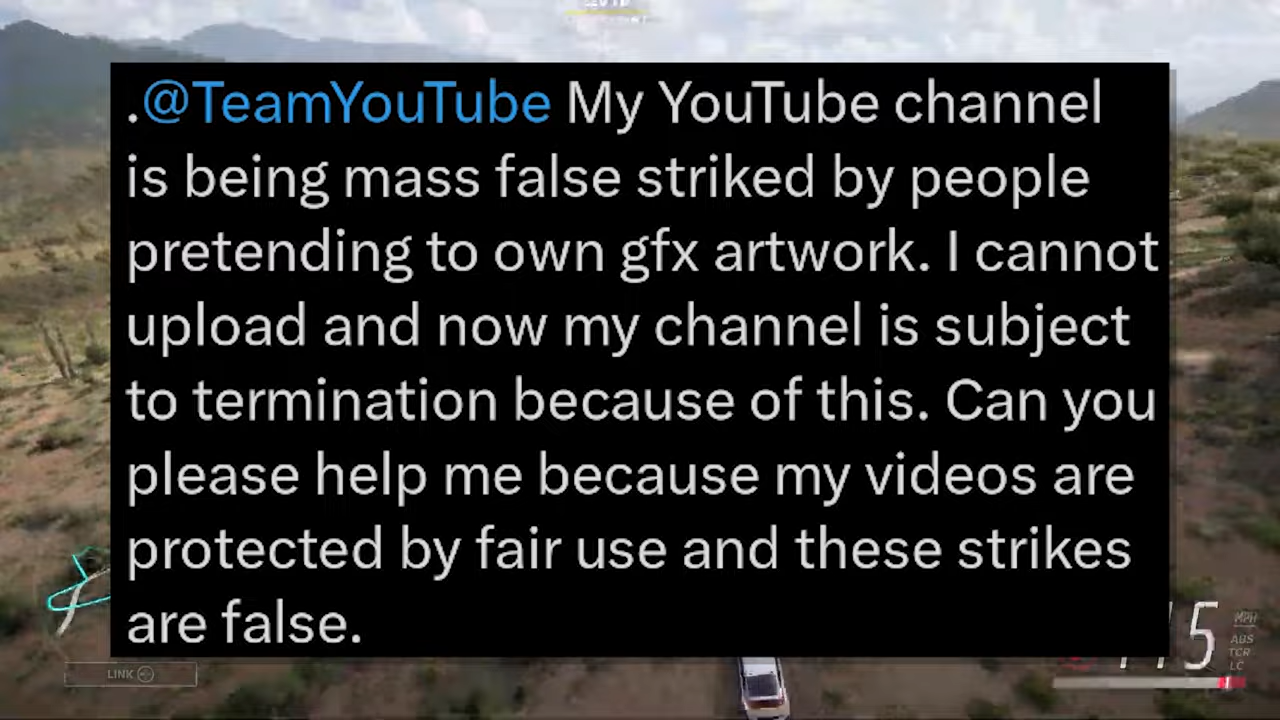 .@TeamYouTube My YouTube channel
is being mass false striked by people
pretending to own gfx artwork. I cannot
upload and now my channel is subject
to termination because of this. Can you
please help me because my videos are
protected by fair use and these strikes
are false.
LINK
MPH
ABS
TCR
LC